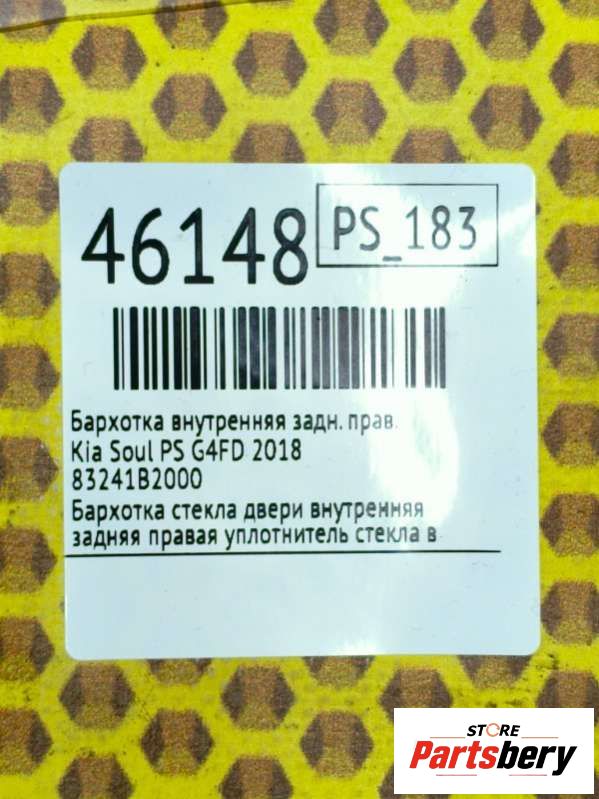 46148 PS_183
Бархотка внутренняя задн. прав.
Kia Soul PS G4FD 2018
83241B2000
Бархотка стекла двери внутренняя
задняя правая уплотнитель стекла в
STORE
Partsbery